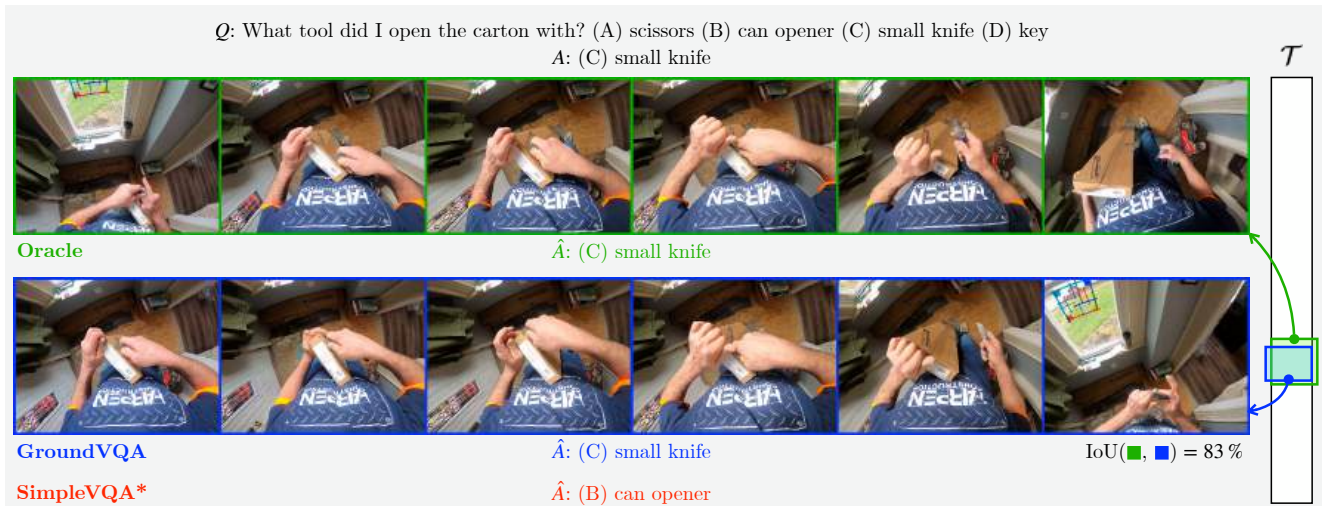 Q: What tool did I open the carton with? (A) scissors (B) can opener (C) small knife (D) key
A: (C) small knife
𝒯
Oracle
Â: (C) small knife
GroundVQA
Â: (C) small knife
IoU(■, ■) = 83 %
SimpleVQA*
Â: (B) can opener